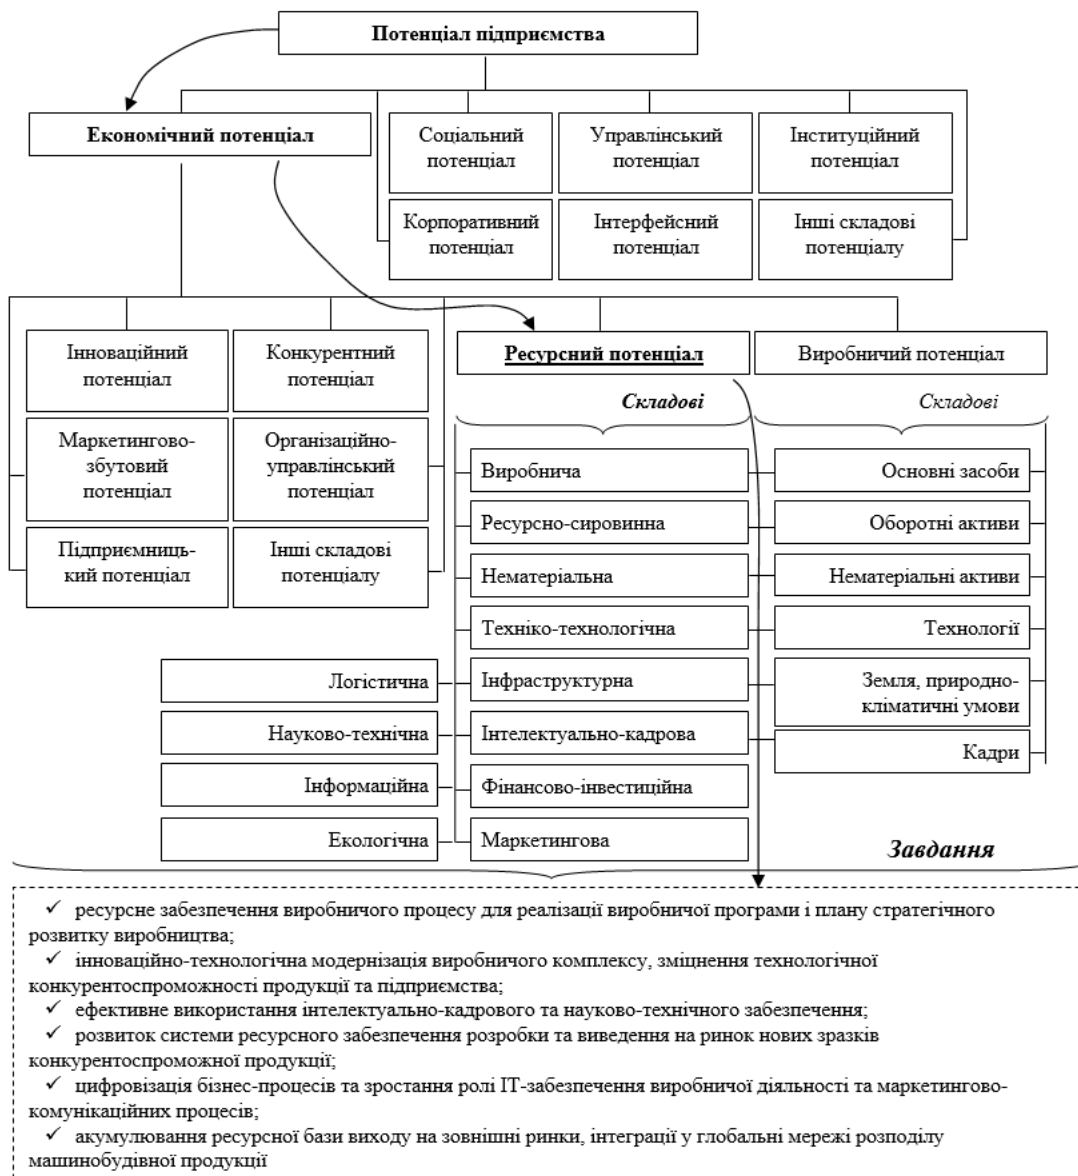 Потенціал підприємства
Економічний потенціал
Соціальний
потенціал
Управлінський
потенціал
Інституційний
потенціал
Корпоративний
потенціал
Інтерфейсний
потенціал
Інші складові
потенціалу
Інноваційний
потенціал
Конкурентний
потенціал
Ресурсний потенціал
Виробничий потенціал
Маркетингово-
збутовий
потенціал
Організаційно-
управлінський
потенціал
Підприємниць-
кий потенціал
Інші складові
потенціалу
Складові
Складові
Виробнича
Основні засоби
Ресурсно-сировинна
Оборотні активи
Нематеріальна
Нематеріальні активи
Техніко-технологічна
Технології
Логістична
Інфраструктурна
Земля, природно-
кліматичні умови
Науково-технічна
Інтелектуально-кадрова
Кадри
Інформаційна
Фінансово-інвестиційна
Екологічна
Маркетингова
Завдання
✓ ресурсне забезпечення виробничого процесу для реалізації виробничої програми і плану стратегічного
розвитку виробництва;
✓ інноваційно-технологічна модернізація виробничого комплексу, зміцнення технологічної
конкурентоспроможності продукції та підприємства;
✓ ефективне використання інтелектуально-кадрового та науково-технічного забезпечення;
✓ розвиток системи ресурсного забезпечення розробки та виведення на ринок нових зразків
конкурентоспроможної продукції;
✓ цифровізація бізнес-процесів та зростання ролі ІТ-забезпечення виробничої діяльності та маркетингово-
комунікаційних процесів;
✓ акумулювання ресурсної бази виходу на зовнішні ринки, інтеграції у глобальні мережі розподілу
машинобудівної продукції